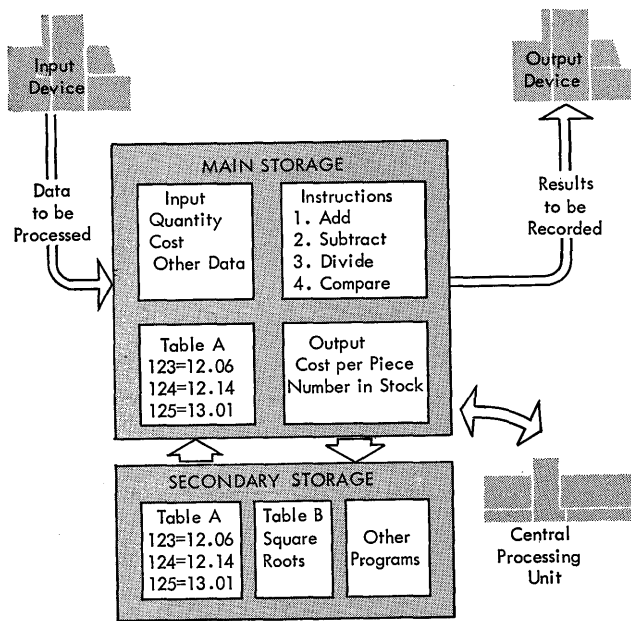 Input
Device
Output
Device
Data
to be
Processed
MAIN STORAGE
Input
Quantity
Cost
Other Data
Instructions
1. Add
2. Subtract
3. Divide
4. Compare
Results
to be
Recorded
Table A
123=12.06
124=12.14
125=13.01
Output
Cost per Piece
Number in Stock
SECONDARY STORAGE
Table A
123=12.06
124=12.14
125=13.01
Table B
Square
Roots
Other
Programs
Central
Processing
Unit